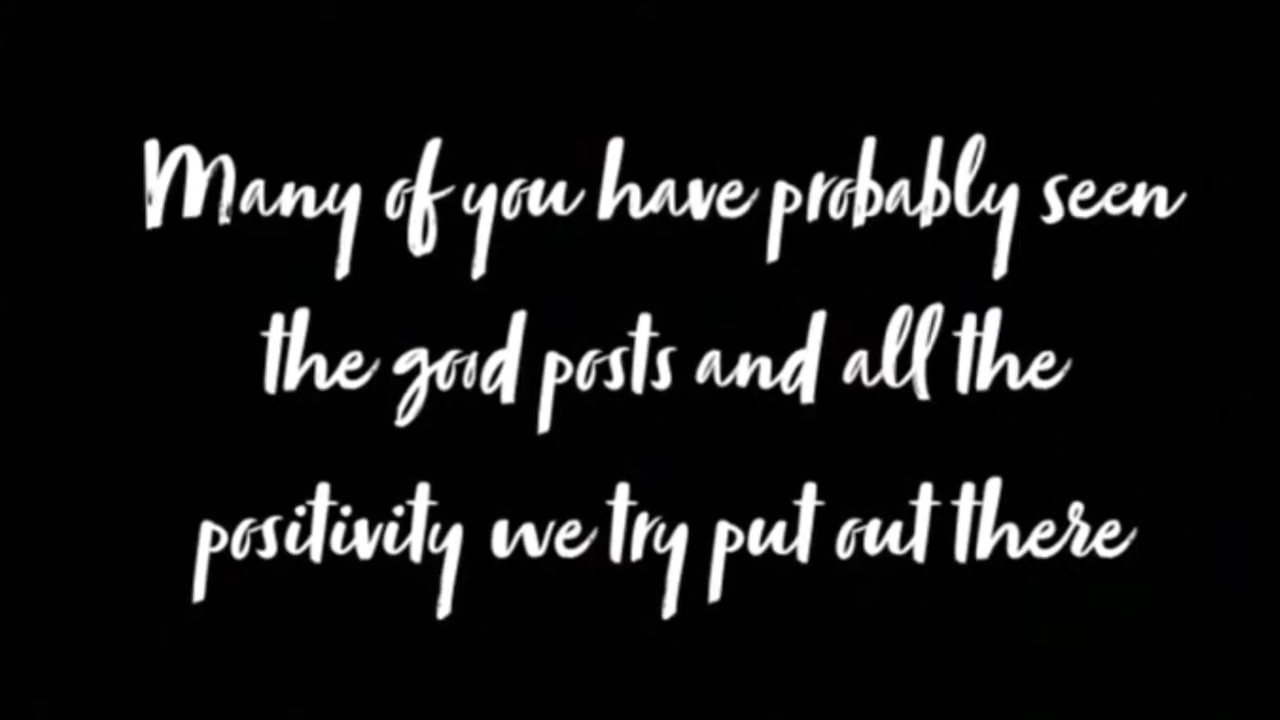 Many of you have probably seen
the good posts and all the
positivity we try put out there